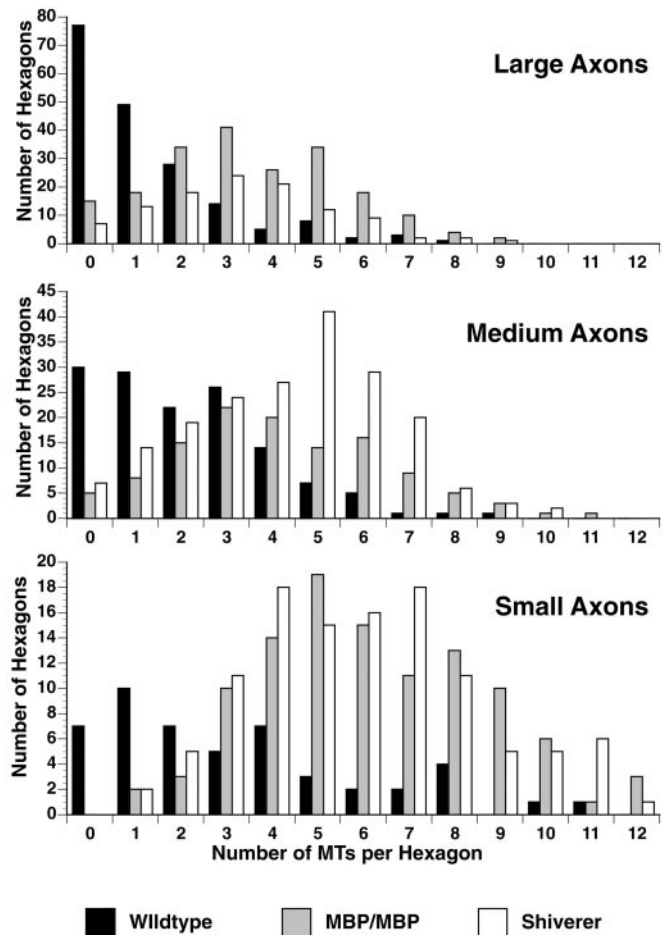 80
70
60
50
40
30
20
10
0
Number of Hexagons
Large Axons
0 1 2 3 4 5 6 7 8 9 10 11 12
45
40
35
30
25
20
15
10
5
0
Number of Hexagons
Medium Axons
0 1 2 3 4 5 6 7 8 9 10 11 12
20
18
16
14
12
10
8
6
4
2
0
Number of Hexagons
Small Axons
0 1 2 3 4 5 6 7 8 9 10 11 12
Number of MTs per Hexagon
WIldtype MBP/MBP Shiverer